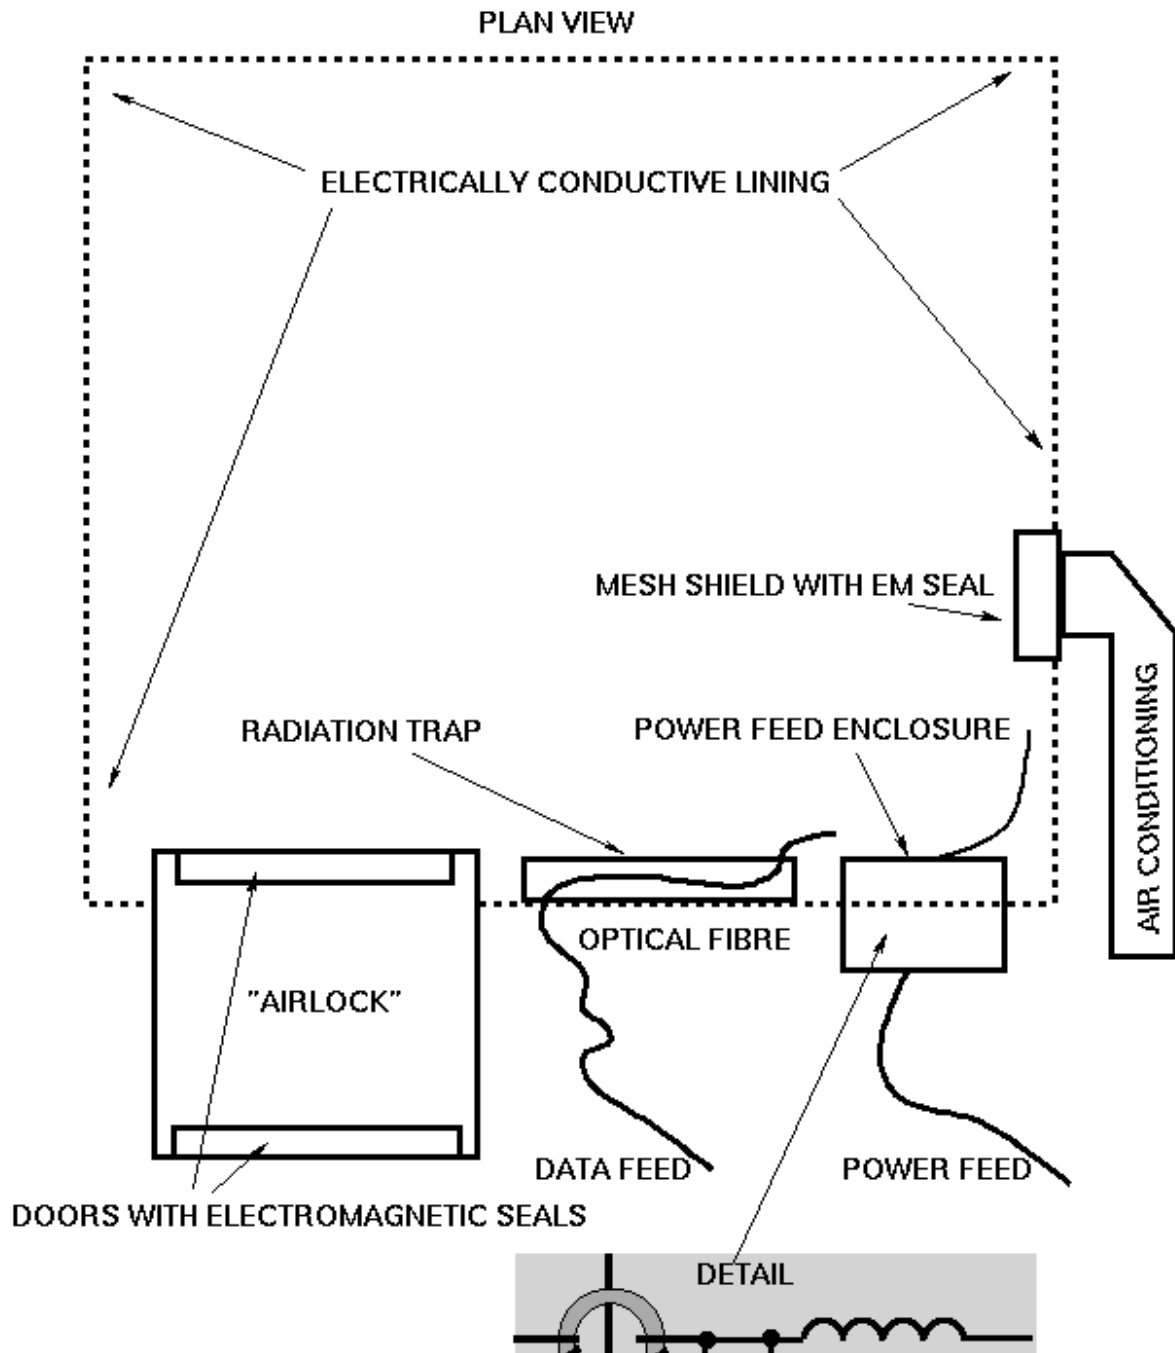 PLAN VIEW
ELECTRICALLY CONDUCTIVE LINING
MESH SHIELD WITH EM SEAL
AIR CONDITIONING
RADIATION TRAP
POWER FEED ENCLOSURE
OPTICAL FIBRE
"AIRLOCK"
DATA FEED
POWER FEED
DOORS WITH ELECTROMAGNETIC SEALS
DETAIL